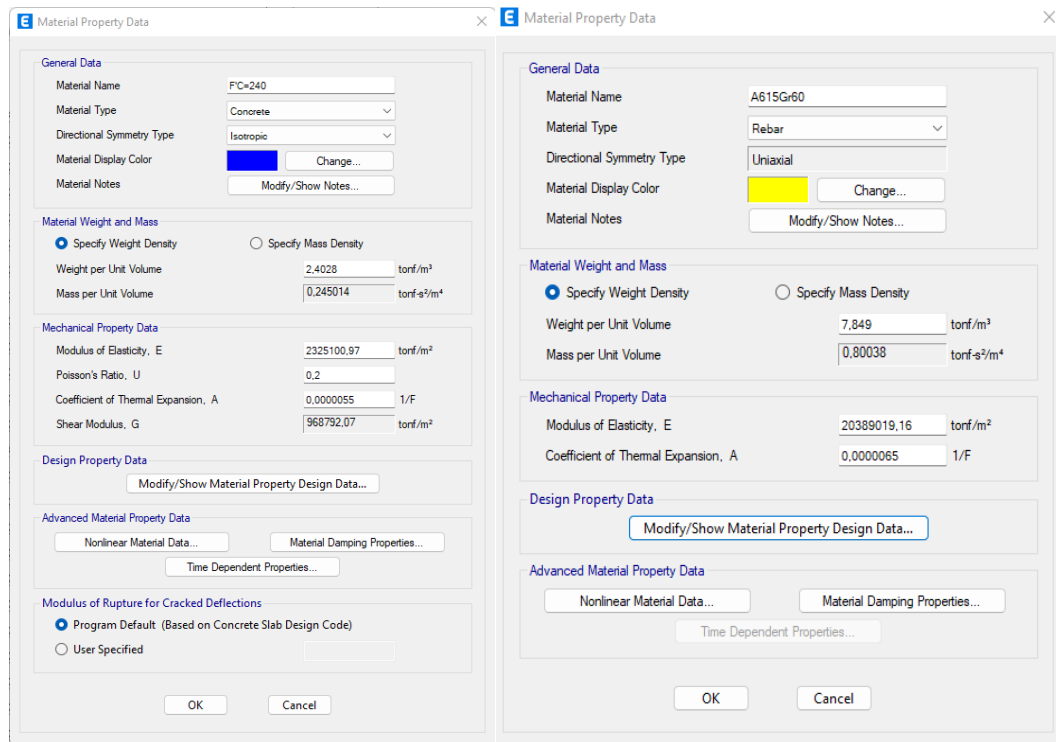 E Material Property Data
General Data
Material Name F'C=240
Material Type Concrete
Directional Symmetry Type Isotropic
Material Display Color Change...
Material Notes Modify/Show Notes...
Material Weight and Mass
Specify Weight Density Specify Mass Density
Weight per Unit Volume 2,4028 tonf/m³
Mass per Unit Volume 0,245014 tonf-s²/m⁴
Mechanical Property Data
Modulus of Elasticity, E 2325100,97 tonf/m²
Poisson's Ratio, U 0,2
Coefficient of Thermal Expansion, A 0,0000055 1/F
Shear Modulus, G 968792,07 tonf/m²
Design Property Data
Modify/Show Material Property Design Data...
Advanced Material Property Data
Nonlinear Material Data... Material Damping Properties...
Time Dependent Properties...
Modulus of Rupture for Cracked Deflections
Program Default (Based on Concrete Slab Design Code)
User Specified
OK Cancel
E Material Property Data
General Data
Material Name A615Gr60
Material Type Rebar
Directional Symmetry Type Uniaxial
Material Display Color Change...
Material Notes Modify/Show Notes...
Material Weight and Mass
Specify Weight Density Specify Mass Density
Weight per Unit Volume 7,849 tonf/m³
Mass per Unit Volume 0,80038 tonf-s²/m⁴
Mechanical Property Data
Modulus of Elasticity, E 20389019,16 tonf/m²
Coefficient of Thermal Expansion, A 0,0000065 1/F
Design Property Data
Modify/Show Material Property Design Data...
Advanced Material Property Data
Nonlinear Material Data... Material Damping Properties...
Time Dependent Properties...
OK Cancel